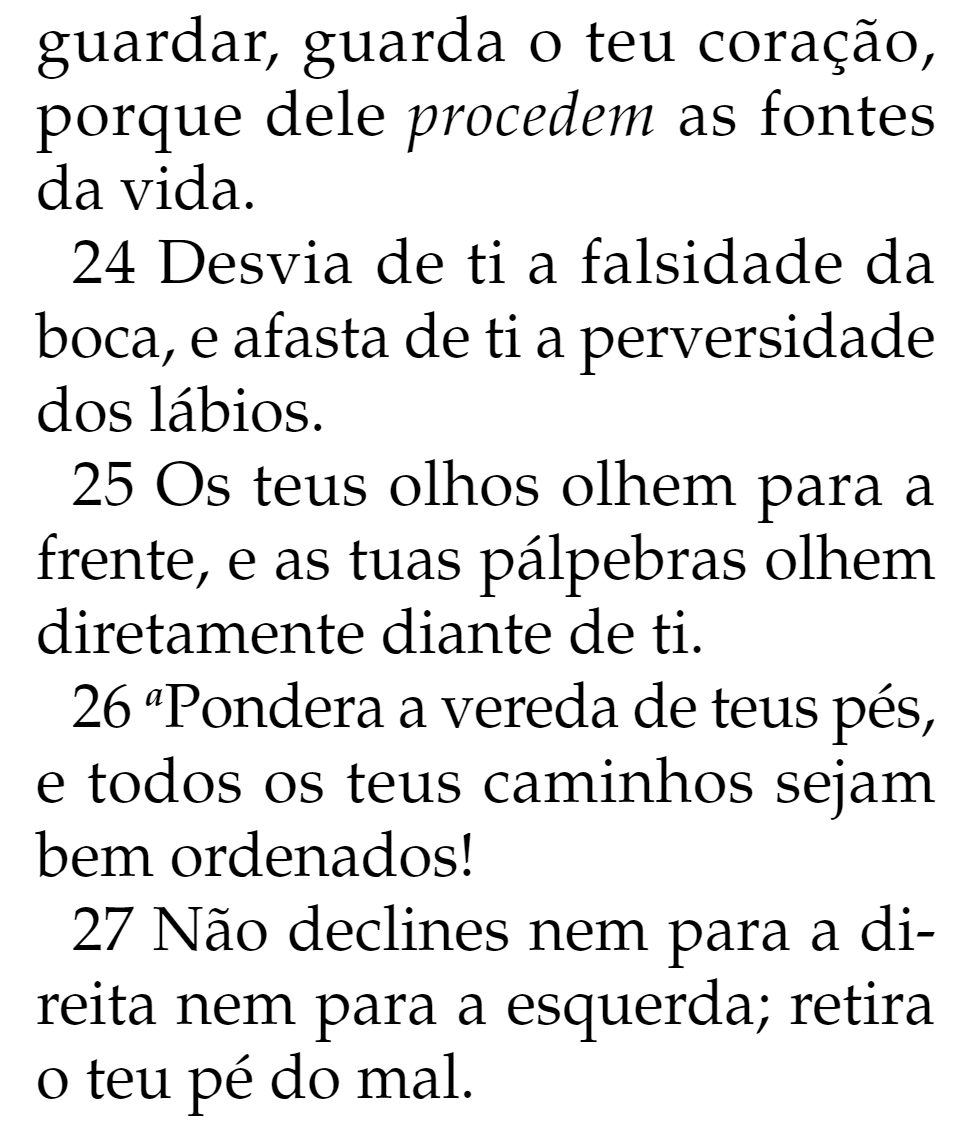 guardar, guarda o teu coração,
porque dele procedem as fontes
da vida.
24 Desvia de ti a falsidade da
boca, e afasta de ti a perversidade
dos lábios.
25 Os teus olhos olhem para a
frente, e as tuas pálpebras olhem
diretamente diante de ti.
26 ᵃPondera a vereda de teus pés,
e todos os teus caminhos sejam
bem ordenados!
27 Não declines nem para a di-
reita nem para a esquerda; retira
o teu pé do mal.